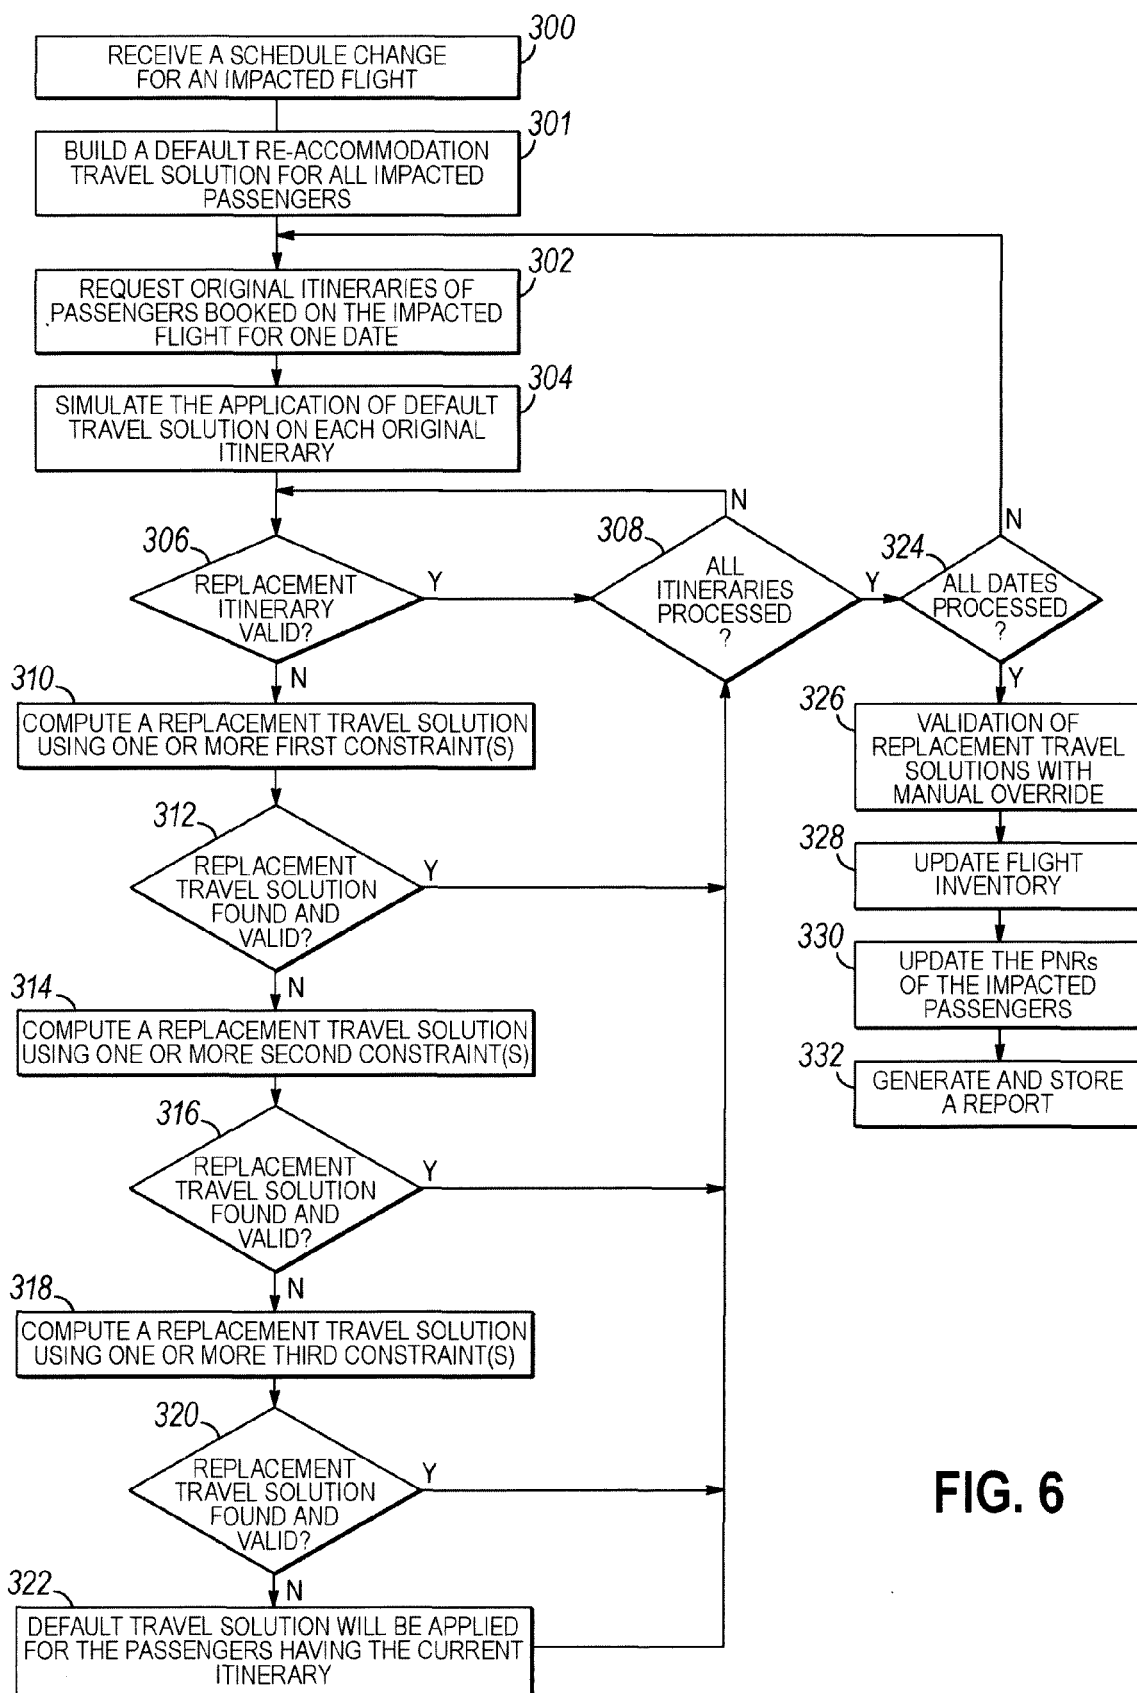 300
RECEIVE A SCHEDULE CHANGE
FOR AN IMPACTED FLIGHT
301
BUILD A DEFAULT RE-ACCOMMODATION
TRAVEL SOLUTION FOR ALL IMPACTED
PASSENGERS
302
REQUEST ORIGINAL ITINERARIES OF
PASSENGERS BOOKED ON THE IMPACTED
FLIGHT FOR ONE DATE
304
SIMULATE THE APPLICATION OF DEFAULT
TRAVEL SOLUTION ON EACH ORIGINAL
ITINERARY
306
REPLACEMENT
ITINERARY
VALID?
Y
N
308
ALL
ITINERARIES
PROCESSED
?
N
Y
324
ALL DATES
PROCESSED
?
N
Y
310
COMPUTE A REPLACEMENT TRAVEL SOLUTION
USING ONE OR MORE FIRST CONSTRAINT(S)
312
REPLACEMENT
TRAVEL SOLUTION
FOUND AND
VALID?
Y
N
314
COMPUTE A REPLACEMENT TRAVEL SOLUTION
USING ONE OR MORE SECOND CONSTRAINT(S)
316
REPLACEMENT
TRAVEL SOLUTION
FOUND AND
VALID?
Y
N
318
COMPUTE A REPLACEMENT TRAVEL SOLUTION
USING ONE OR MORE THIRD CONSTRAINT(S)
320
REPLACEMENT
TRAVEL SOLUTION
FOUND AND
VALID?
Y
N
322
DEFAULT TRAVEL SOLUTION WILL BE APPLIED
FOR THE PASSENGERS HAVING THE CURRENT
ITINERARY
326
VALIDATION OF
REPLACEMENT TRAVEL
SOLUTIONS WITH
MANUAL OVERRIDE
328
UPDATE FLIGHT
INVENTORY
330
UPDATE THE PNRs
OF THE IMPACTED
PASSENGERS
332
GENERATE AND STORE
A REPORT
FIG. 6